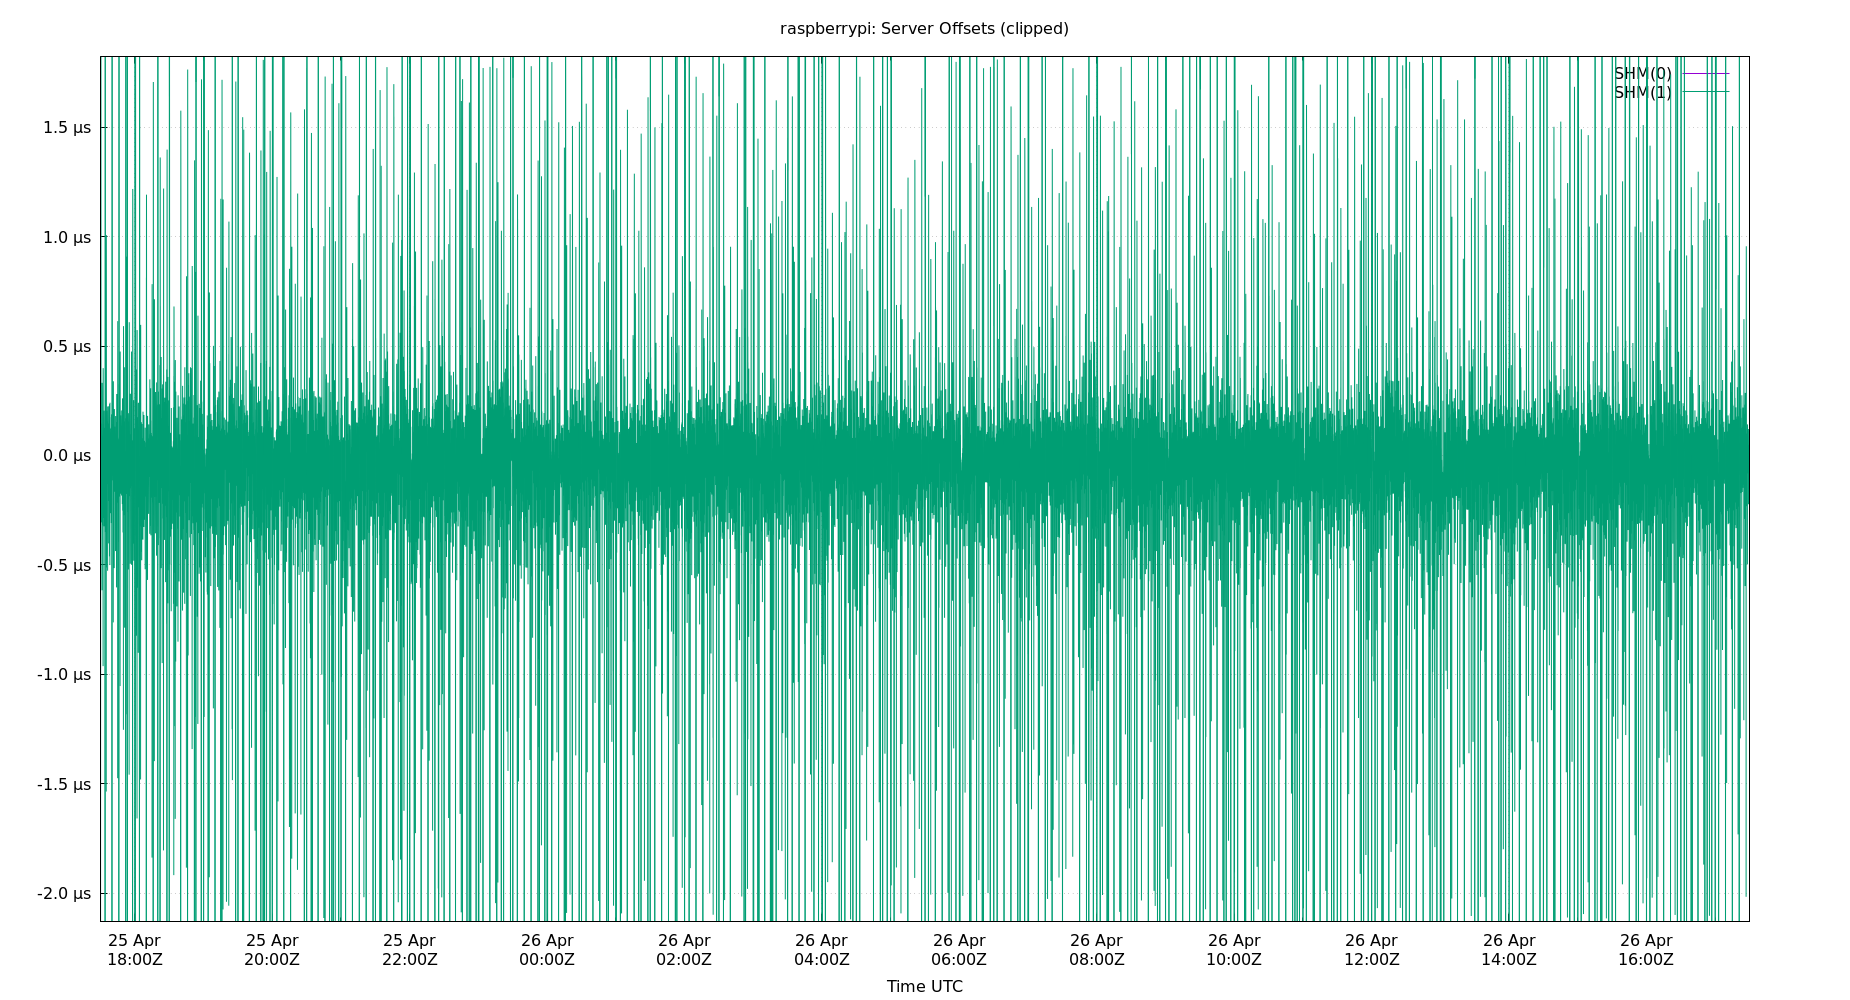 raspberrypi: Server Offsets (clipped)
SHM(0)
SHM(1)
1.5 µs
1.0 µs
0.5 µs
0.0 µs
-0.5 µs
-1.0 µs
-1.5 µs
-2.0 µs
25 Apr 25 Apr 25 Apr 26 Apr 26 Apr 26 Apr 26 Apr 26 Apr 26 Apr 26 Apr 26 Apr 26 Apr
18:00Z 20:00Z 22:00Z 00:00Z 02:00Z 04:00Z 06:00Z 08:00Z 10:00Z 12:00Z 14:00Z 16:00Z
Time UTC